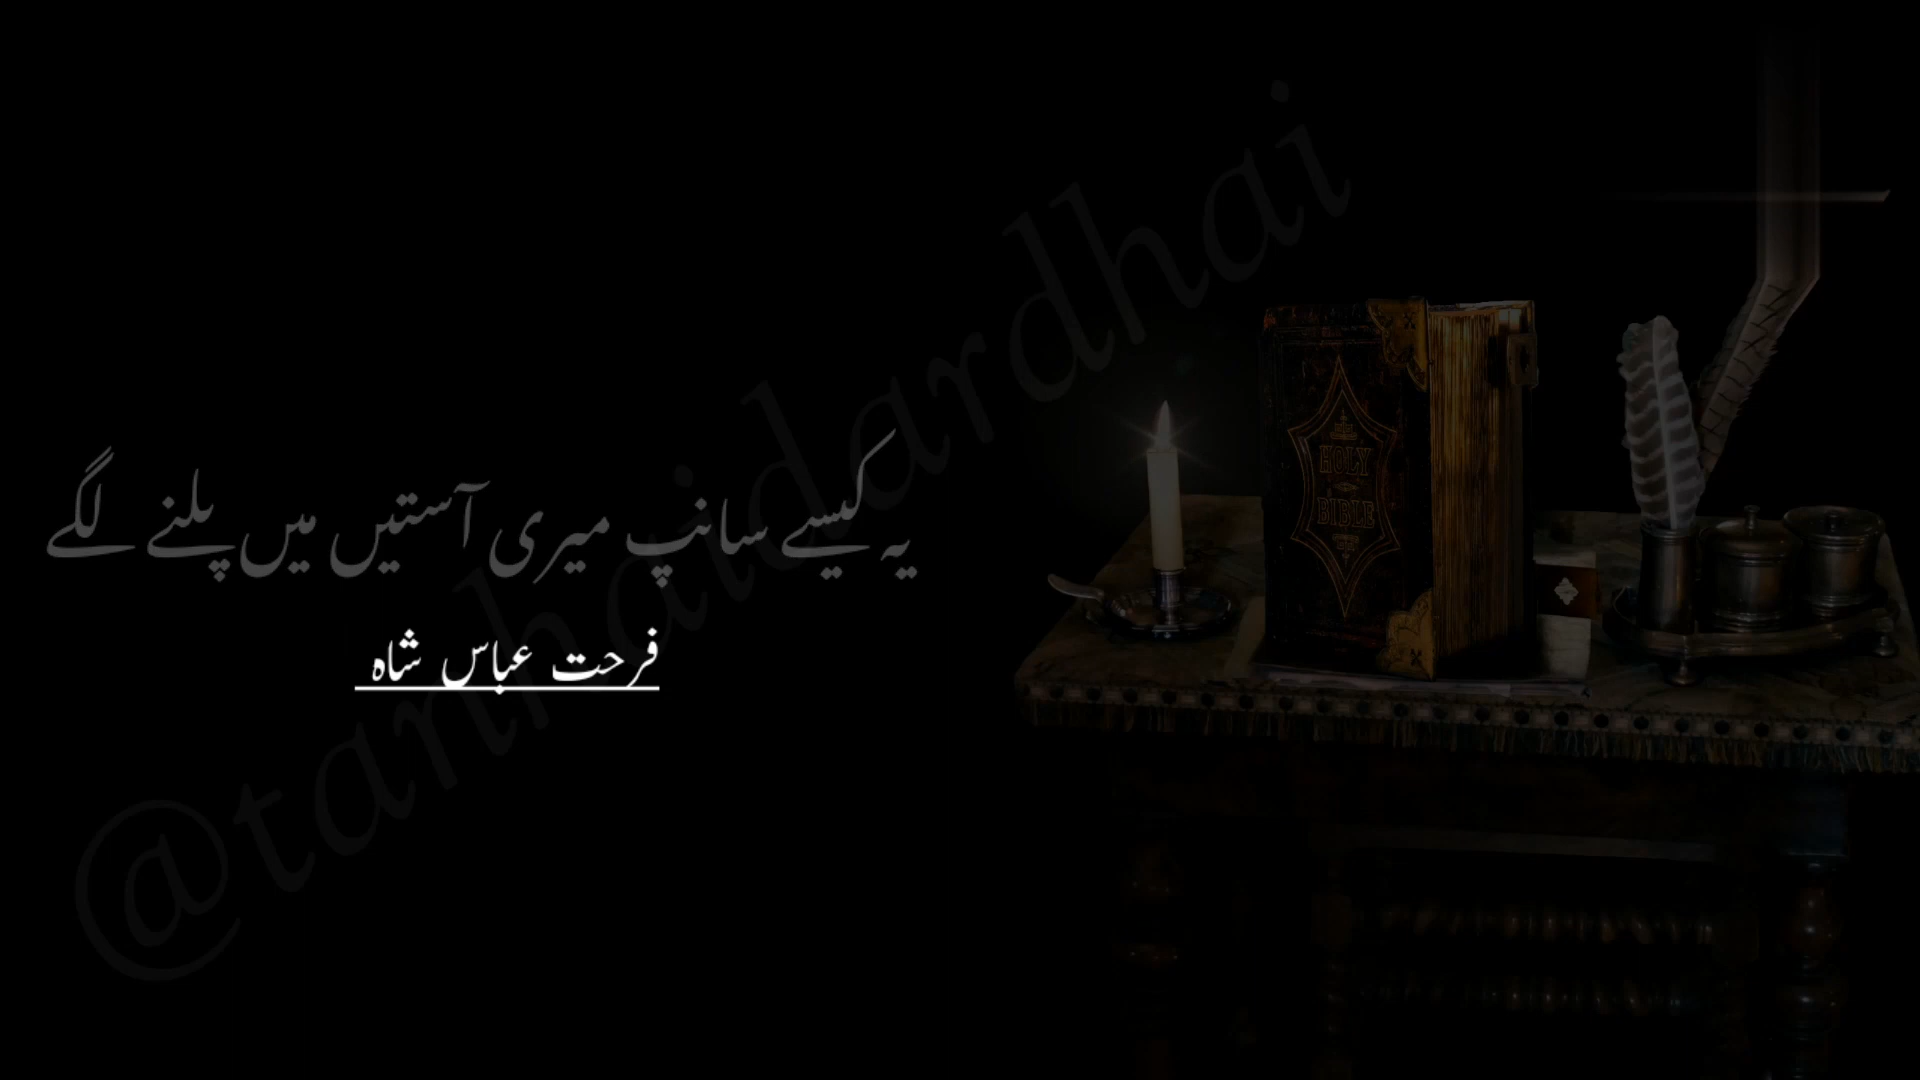 یہ کیسے سانپ میری آستیں میں پلنے لگے
فرحت عباس شاہ
@tanhaidardhai
HOLY
BIBLE